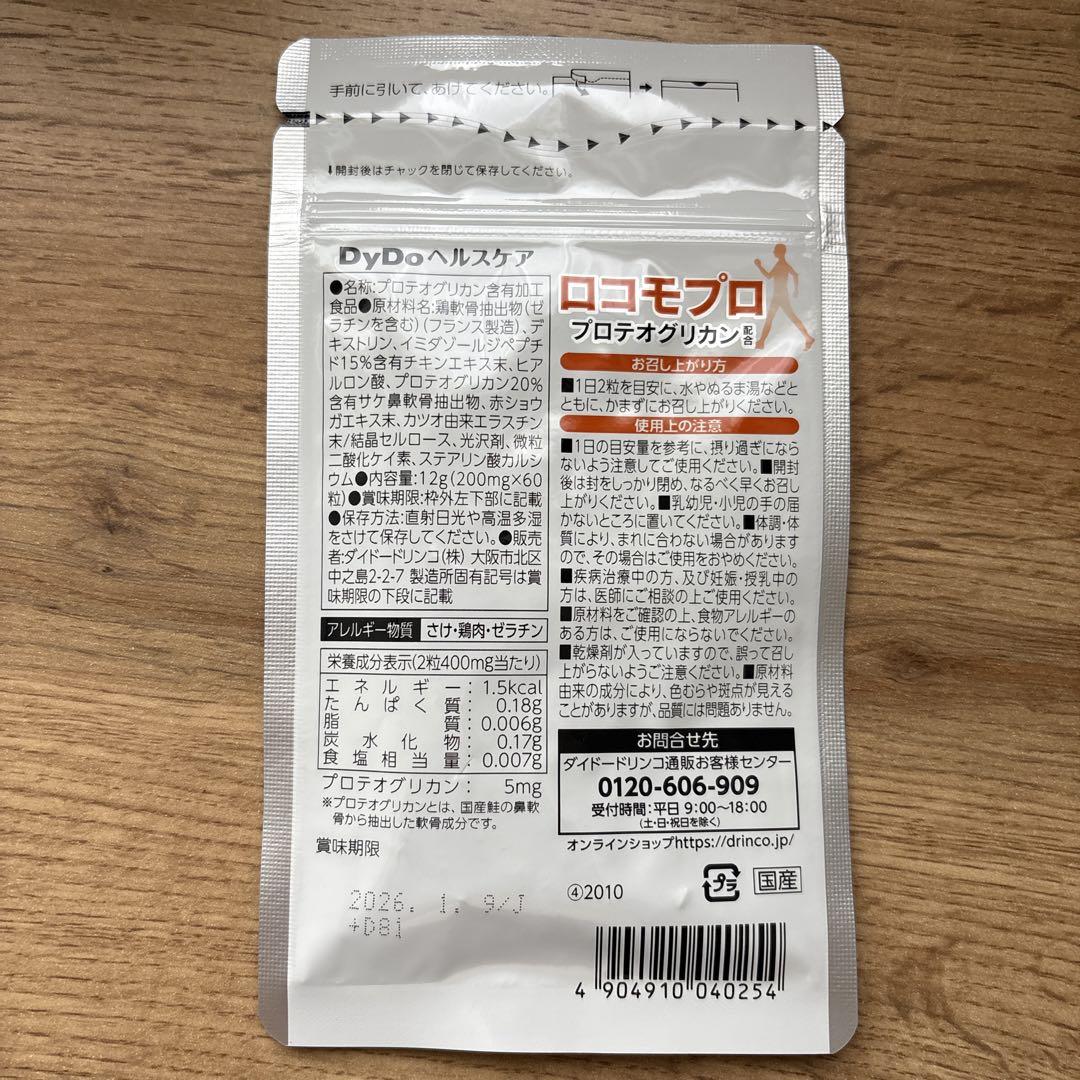 手前に引いて、あけてください。
⬇開封後はチャックを閉じて保存してください。
DyDoヘルスケア
●名称:プロテオグリカン含有加工
食品●原材料名:鶏軟骨抽出物(ゼ
ラチンを含む)(フランス製造)、デ
キストリン、イミダゾールジペプチ
ド15%含有チキンエキス末、ヒア
ルロン酸、プロテオグリカン20%
含有サケ鼻軟骨抽出物、赤ショウ
ガエキス末、カツオ由来エラスチン
末/結晶セルロース、光沢剤、微粒
二酸化ケイ素、ステアリン酸カルシ
ウム●内容量:12g(200mg×60
粒)●賞味期限:枠外左下部に記載
●保存方法:直射日光や高温多湿
をさけて保存してください。●販売
者:ダイドードリンコ(株) 大阪市北区
中之島2-2-7 製造所固有記号は賞
味期限の下段に記載
アレルギー物質 さけ・鶏肉・ゼラチン
栄養成分表示(2粒400mg当たり)
エネルギー: 1.5kcal
たんぱく質: 0.18g
脂質: 0.006g
炭水化物: 0.17g
食塩相当量: 0.007g
プロテオグリカン: 5mg
※プロテオグリカンとは、国産鮭の鼻軟
骨から抽出した軟骨成分です。
賞味期限
2026. 1. 9/J
+D81
ロコモプロ
プロテオグリカン配合
お召し上がり方
■1日2粒を目安に、水やぬるま湯などと
ともに、かまずにお召し上がりください。
使用上の注意
■1日の目安量を参考に、摂り過ぎになら
ないよう注意してご使用ください。■開封
後は封をしっかり閉め、なるべく早くお召し
上がりください。■乳幼児・小児の手の届
かないところに置いてください。■体調・体
質により、まれに合わない場合があります
ので、その場合はご使用をおやめください。
■疾病治療中の方、及び妊娠・授乳中の
方は、医師にご相談の上ご使用ください。
■原材料をご確認の上、食物アレルギーの
ある方は、ご使用にならないでください。
■乾燥剤が入っていますので、誤って召し
上がらないようご注意ください。■原材料
由来の成分により、色むらや斑点が見える
ことがありますが、品質には問題ありません。
お問合せ先
ダイドードリンコ通販お客様センター
0120-606-909
受付時間:平日 9:00〜18:00
(土・日・祝日を除く)
オンラインショップhttps://drinco.jp/
④2010
プラ
国産
4 904910 040254